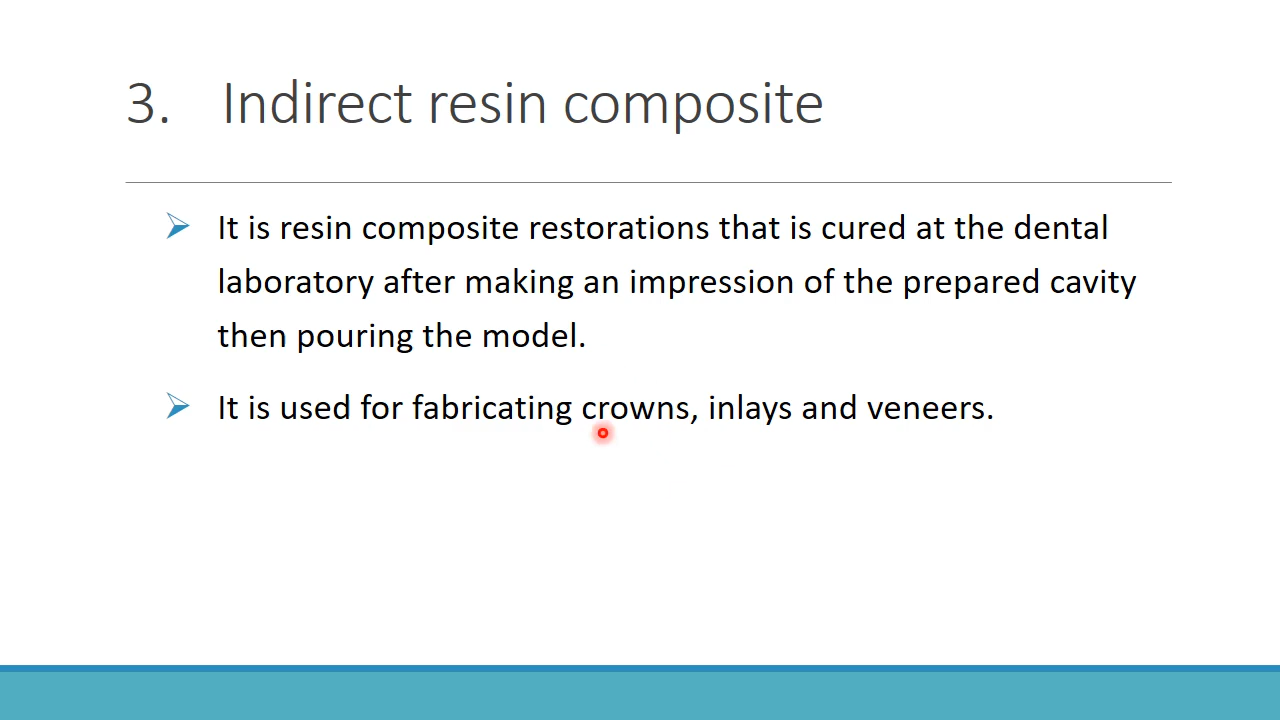 3. Indirect resin composite
It is resin composite restorations that is cured at the dental
laboratory after making an impression of the prepared cavity
then pouring the model.
It is used for fabricating crowns, inlays and veneers.